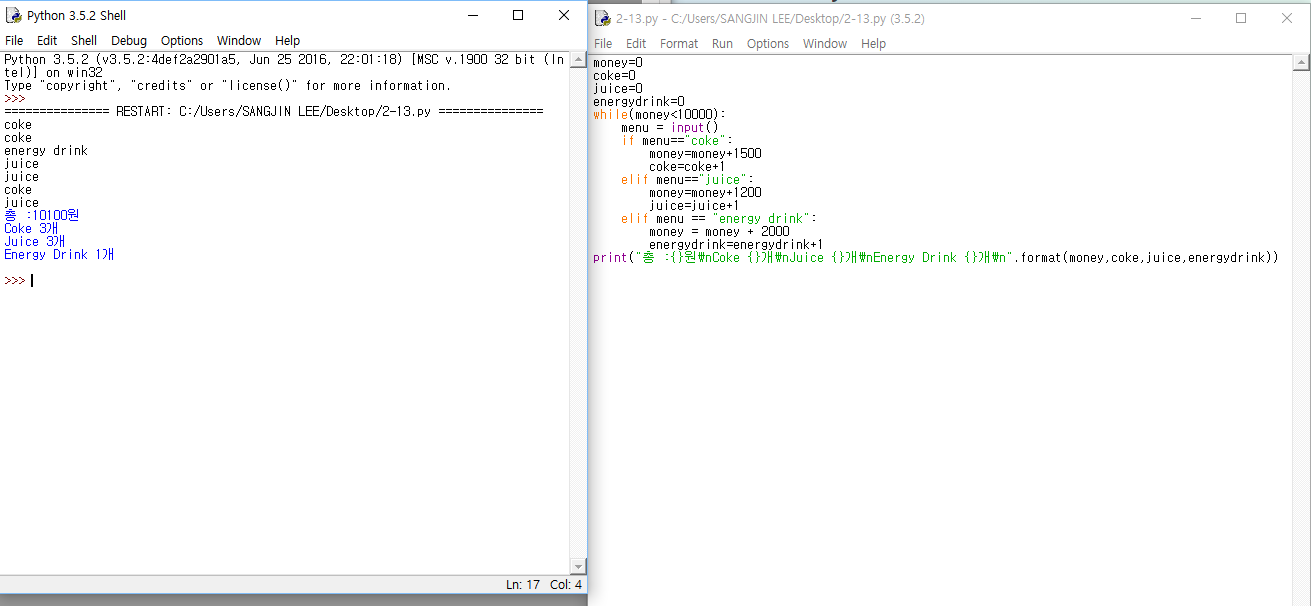 Python 3.5.2 Shell
File Edit Shell Debug Options Window Help
Python 3.5.2 (v3.5.2:4def2a2901a5, Jun 25 2016, 22:01:18) [MSC v.1900 32 bit (In
tel)] on win32
Type "copyright", "credits" or "license()" for more information.
>>>
=============== RESTART: C:/Users/SANGJIN LEE/Desktop/2-13.py ===============
coke
coke
energy drink
juice
juice
coke
juice
총 :10100원
Coke 3개
Juice 3개
Energy Drink 1개
>>>
Ln: 17 Col: 4
2-13.py - C:/Users/SANGJIN LEE/Desktop/2-13.py (3.5.2)
File Edit Format Run Options Window Help
money=0
coke=0
juice=0
energydrink=0
while(money<10000):
    menu = input()
    if menu=="coke":
        money=money+1500
        coke=coke+1
    elif menu=="juice":
        money=money+1200
        juice=juice+1
    elif menu == "energy drink":
        money = money + 2000
        energydrink=energydrink+1
print("총 :{}원₩nCoke {}개₩nJuice {}개₩nEnergy Drink {}개₩n".format(money,coke,juice,energydrink))